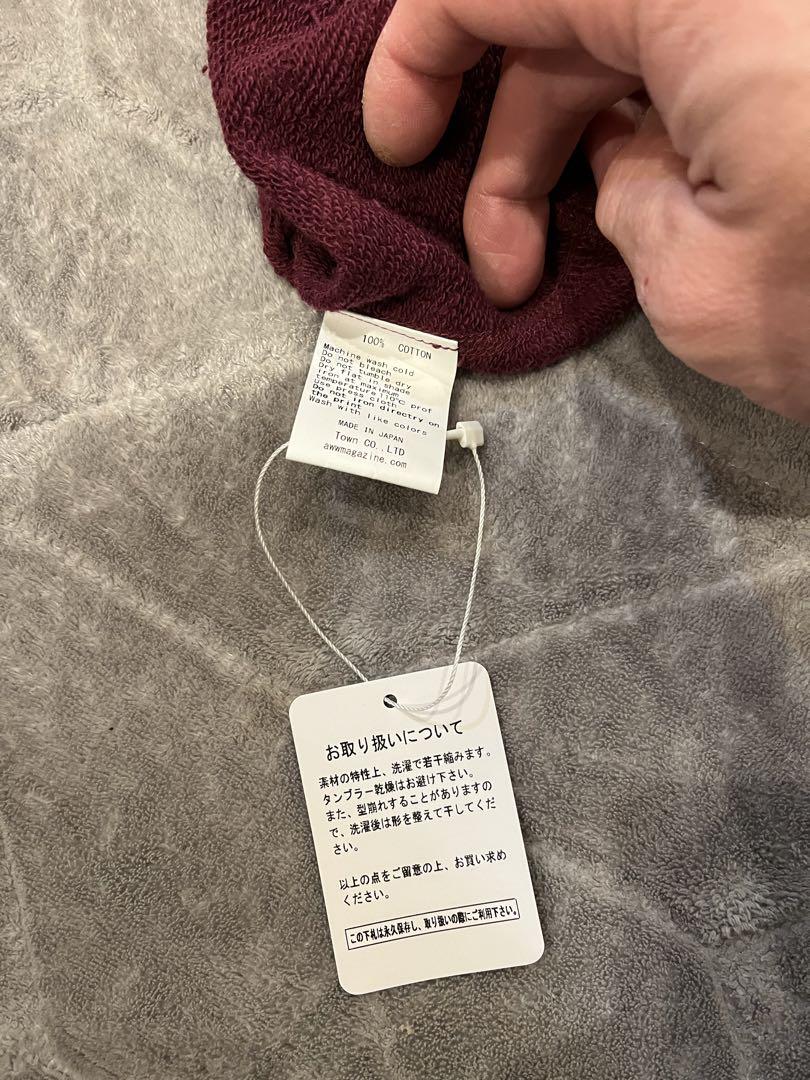 100% COTTON
Machine wash cold
Do not bleach
Do not tumble dry
Dry flat in shade
iron at maximum
temperature 110℃ prof
Use press cloth
Do not iron directry on
the print
Wash with like colors
MADE IN JAPAN
Town CO.,LTD
awwmagazine.com
お取り扱いについて
素材の特性上、洗濯で若干縮みます。
タンブラー乾燥はお避け下さい。
また、型崩れすることがありますの
で、洗濯後は形を整えて干してくだ
さい。
以上の点をご留意の上、お買い求め
ください。
この下札は永久保存し、取り扱いの際にご利用下さい。